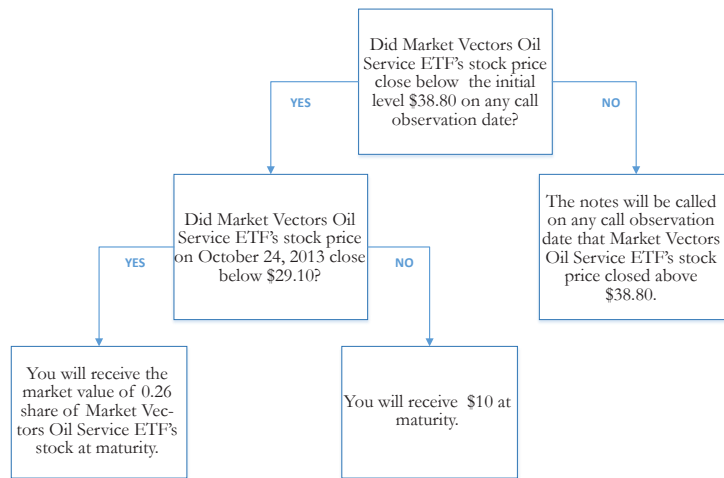 Did Market Vectors Oil
Service ETF's stock price
close below the initial
level $38.80 on any call
observation date?
YES
NO
Did Market Vectors Oil
Service ETF's stock price
on October 24, 2013 close
below $29.10?
The notes will be called
on any call observation
date that Market Vectors
Oil Service ETF's stock
price closed above
$38.80.
YES
NO
You will receive the
market value of 0.26
share of Market Vec-
tors Oil Service ETF's
stock at maturity.
You will receive $10 at
maturity.